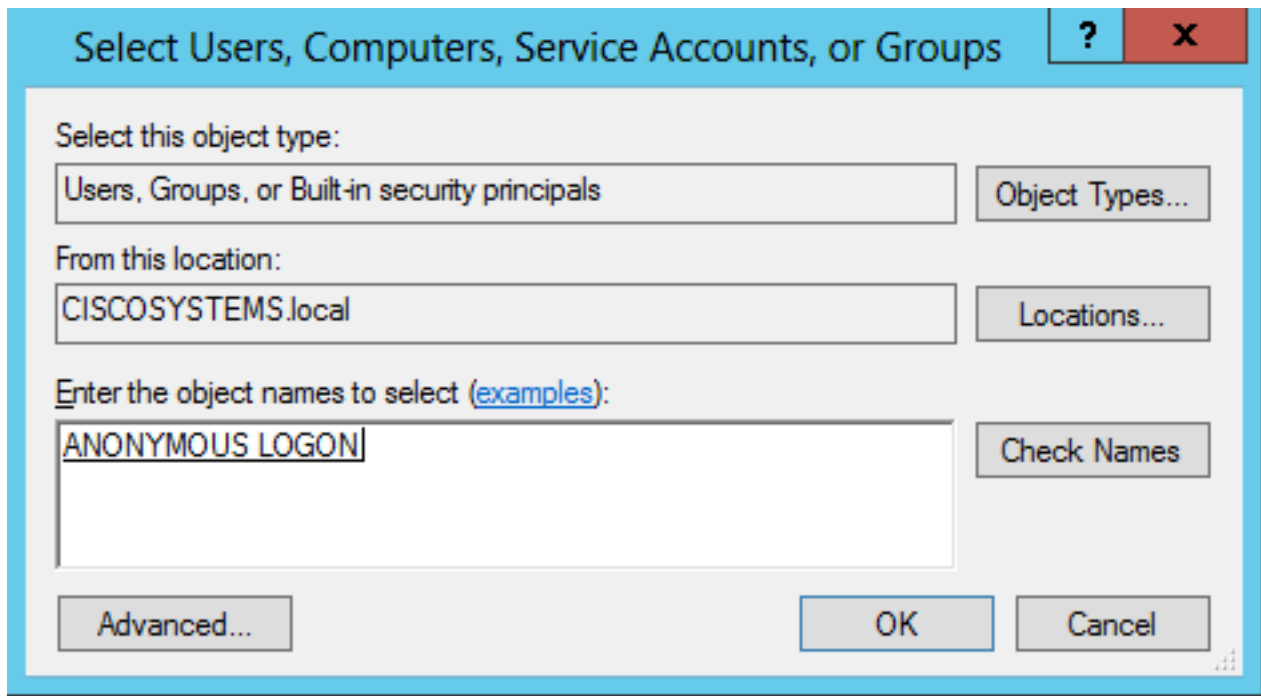 Select Users, Computers, Service Accounts, or Groups
?
x
Select this object type:
Users, Groups, or Built-in security principals
Object Types...
From this location:
CISCOSYSTEMS.local
Locations...
Enter the object names to select (examples):
ANONYMOUS LOGON
Check Names
Advanced...
OK
Cancel